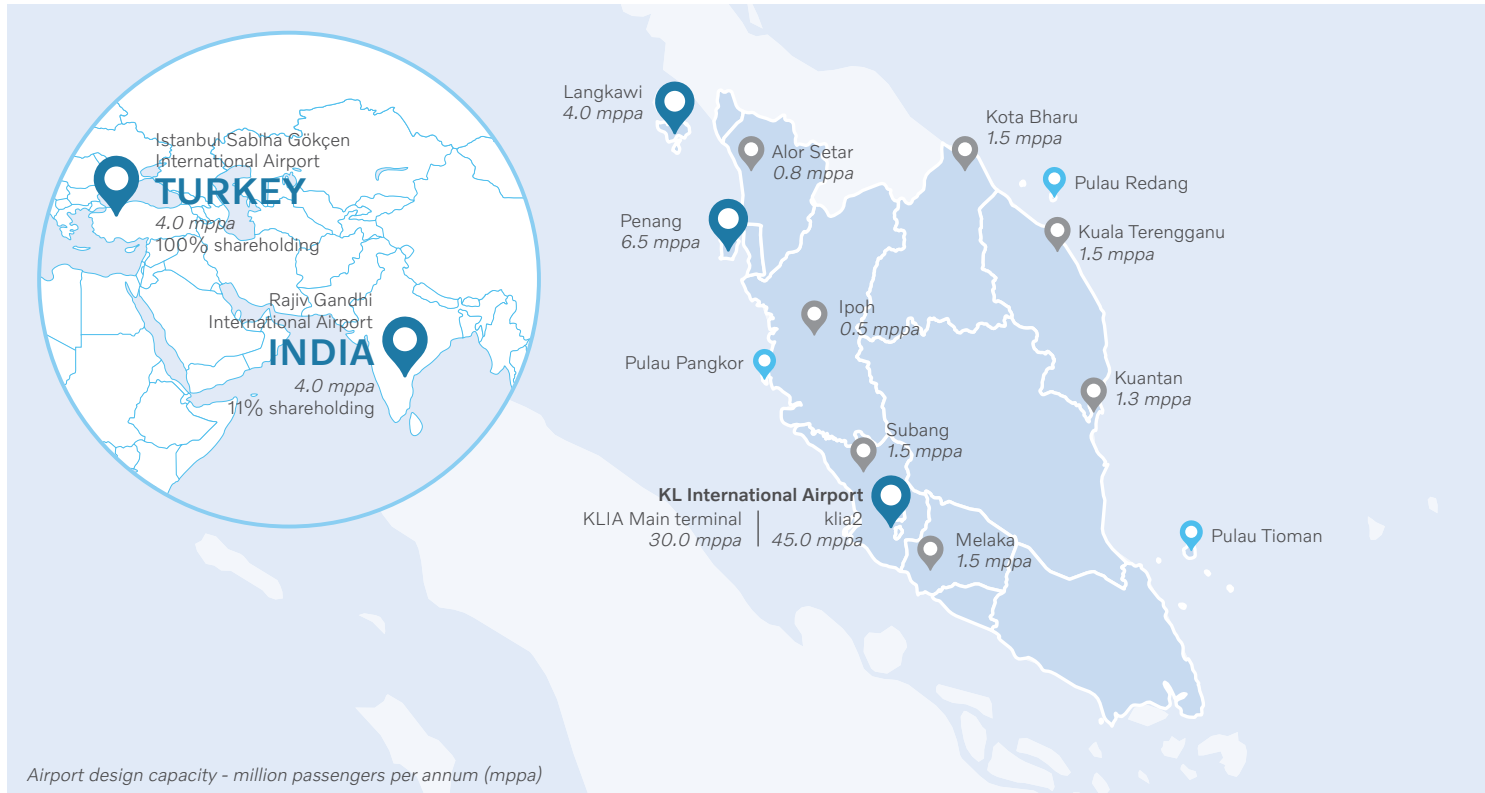 Istanbul Sabiha Gökçen
International Airport
TURKEY
4.0 mppa
100% shareholding
Rajiv Gandhi
International Airport
INDIA
4.0 mppa
11% shareholding
Langkawi
4.0 mppa
Alor Setar
0.8 mppa
Penang
6.5 mppa
Kota Bharu
1.5 mppa
Pulau Redang
Kuala Terengganu
1.5 mppa
Ipoh
0.5 mppa
Pulau Pangkor
Kuantan
1.3 mppa
Subang
1.5 mppa
KL International Airport
KLIA Main terminal
30.0 mppa
klia2
45.0 mppa
Melaka
1.5 mppa
Pulau Tioman
Airport design capacity - million passengers per annum (mppa)